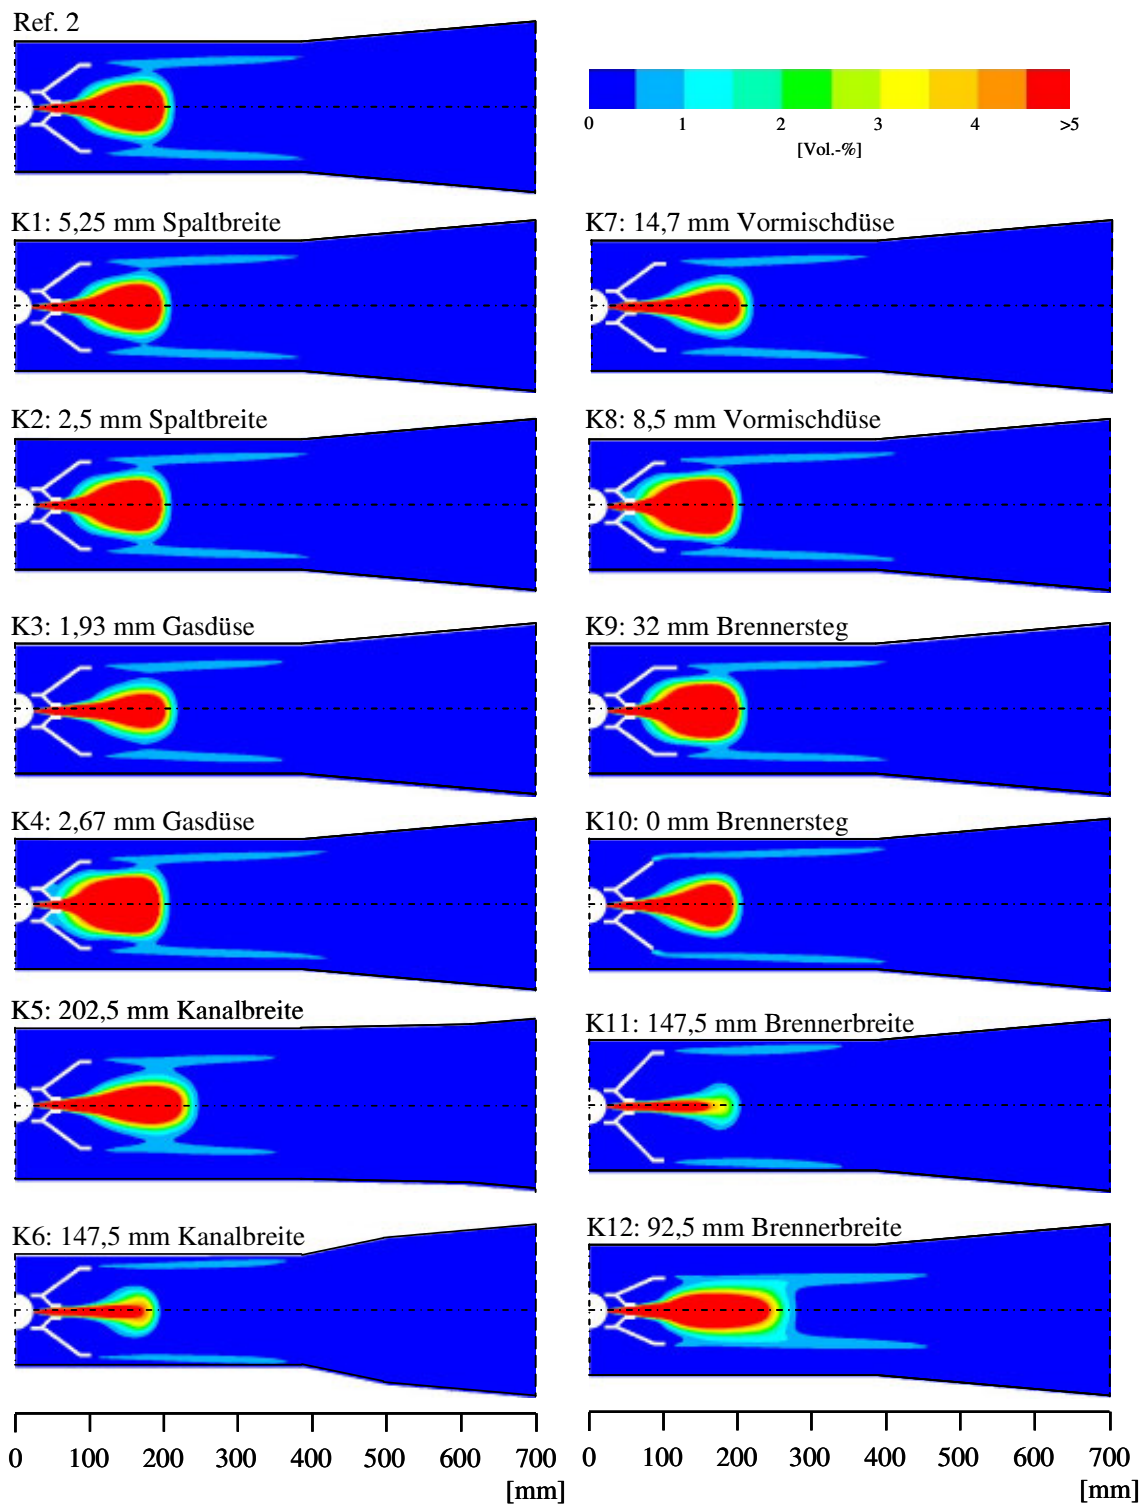 Ref. 2
0 1 2 3 4 >5
[Vol.-%]
K1: 5,25 mm Spaltbreite
K7: 14,7 mm Vormischdüse
K2: 2,5 mm Spaltbreite
K8: 8,5 mm Vormischdüse
K3: 1,93 mm Gasdüse
K9: 32 mm Brennersteg
K4: 2,67 mm Gasdüse
K10: 0 mm Brennersteg
K5: 202,5 mm Kanalbreite
K11: 147,5 mm Brennerbreite
K6: 147,5 mm Kanalbreite
K12: 92,5 mm Brennerbreite
0 100 200 300 400 500 600 700
[mm]
0 100 200 300 400 500 600 700
[mm]